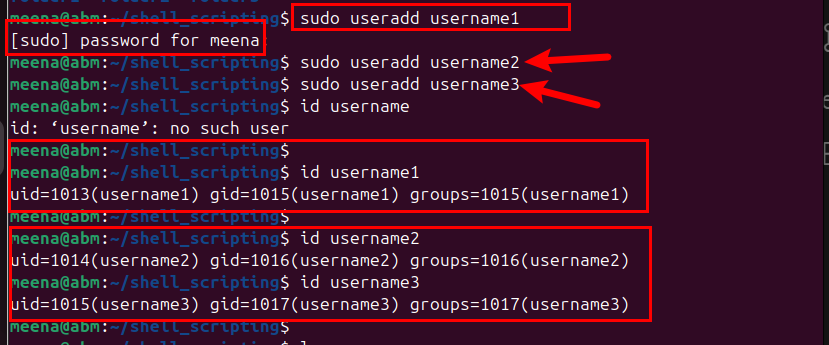 meena@abm:~/shell_scripting$ sudo useradd username1
[sudo] password for meena
meena@abm:~/shell_scripting$ sudo useradd username2
meena@abm:~/shell_scripting$ sudo useradd username3
meena@abm:~/shell_scripting$ id username
id: ‘username’: no such user
meena@abm:~/shell_scripting$
meena@abm:~/shell_scripting$ id username1
uid=1013(username1) gid=1015(username1) groups=1015(username1)
meena@abm:~/shell_scripting$
meena@abm:~/shell_scripting$ id username2
uid=1014(username2) gid=1016(username2) groups=1016(username2)
meena@abm:~/shell_scripting$ id username3
uid=1015(username3) gid=1017(username3) groups=1017(username3)
meena@abm:~/shell_scripting$